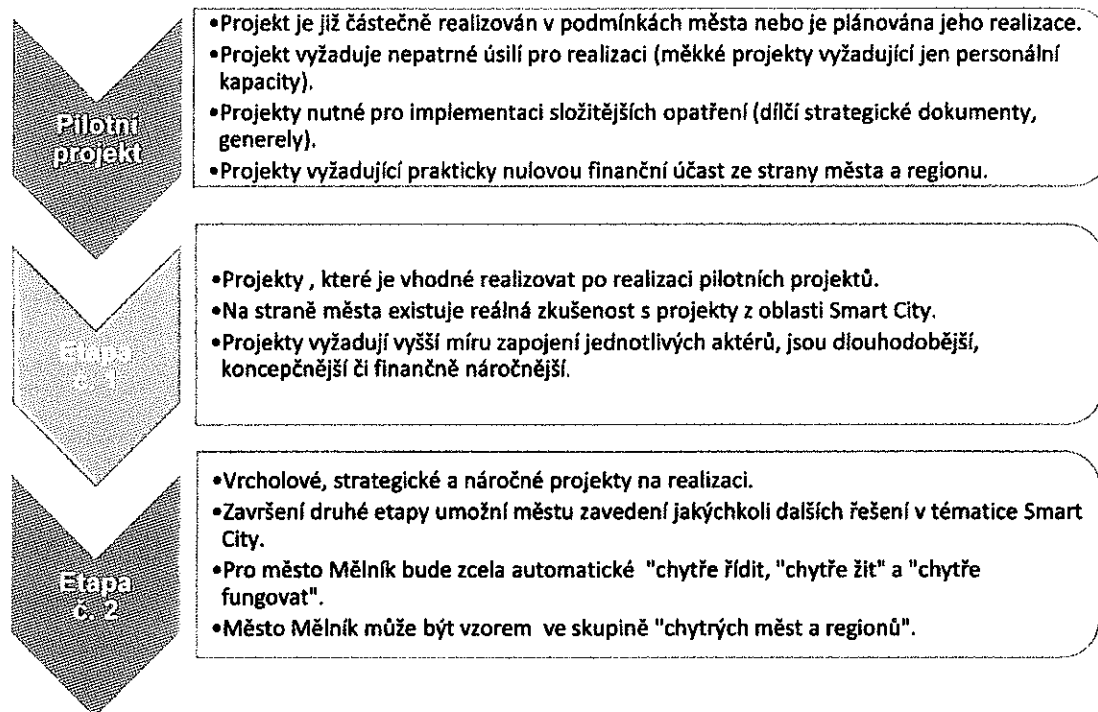 Pilotní
projekt
•Projekt je již částečně realizován v podmínkách města nebo je plánována jeho realizace.
•Projekt vyžaduje nepatrné úsilí pro realizaci (měkké projekty vyžadující jen personální
kapacity).
•Projekty nutné pro implementaci složitějších opatření (dílčí strategické dokumenty,
generely).
•Projekty vyžadující prakticky nulovou finanční účast ze strany města a regionu.
Etapa
č. 1
•Projekty , které je vhodné realizovat po realizaci pilotních projektů.
•Na straně města existuje reálná zkušenost s projekty z oblasti Smart City.
•Projekty vyžadují vyšší míru zapojení jednotlivých aktérů, jsou dlouhodobější,
koncepčnější či finančně náročnější.
Etapa
č. 2
•Vrcholové, strategické a náročné projekty na realizaci.
•Završení druhé etapy umožní městu zavedení jakýchkoli dalších řešení v tématice Smart
City.
•Pro město Mělník bude zcela automatické "chytře řídit, "chytře žit" a "chytře
fungovat".
•Město Mělník může být vzorem ve skupině "chytrých měst a regionů".